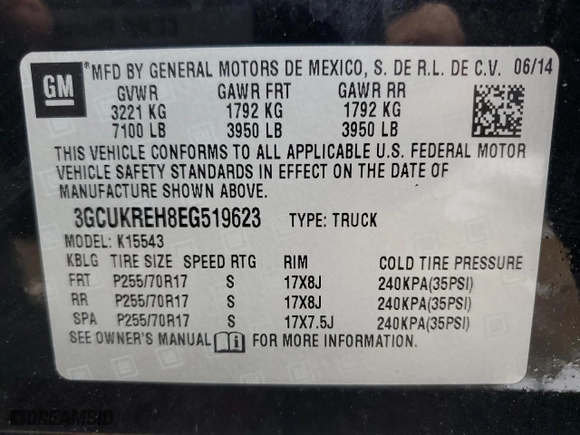 GM
MFD BY GENERAL MOTORS DE MEXICO, S. DE R.L. DE C.V. 06/14
GVWR GAWR FRT GAWR RR
3221 KG 1792 KG 1792 KG
7100 LB 3950 LB 3950 LB
THIS VEHICLE CONFORMS TO ALL APPLICABLE U.S. FEDERAL MOTOR
VEHICLE SAFETY STANDARDS IN EFFECT ON THE DATE OF
MANUFACTURE SHOWN ABOVE.
3GCUKREH8EG519623 TYPE: TRUCK
MODEL: K15543
KBLG TIRE SIZE SPEED RTG RIM COLD TIRE PRESSURE
FRT P255/70R17 S 17X8J 240KPA(35PSI)
RR P255/70R17 S 17X8J 240KPA(35PSI)
SPA P255/70R17 S 17X7.5J 240KPA(35PSI)
SEE OWNER'S MANUAL FOR MORE INFORMATION.
DREAMBID